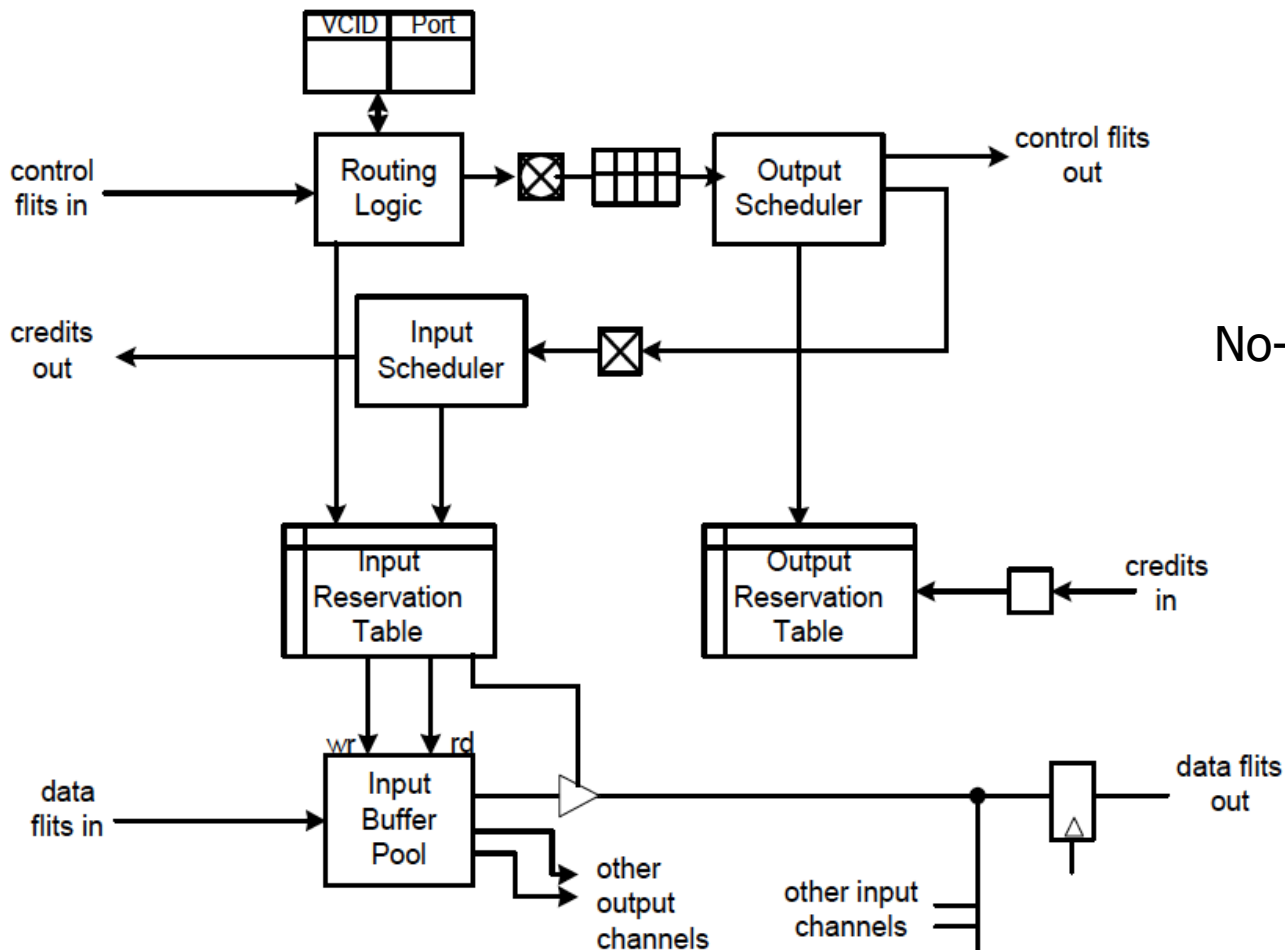 VCID Port
control
flits in
Routing
Logic
Output
Scheduler
control flits
out
credits
out
Input
Scheduler
No-
Input
Reservation
Table
Output
Reservation
Table
credits
in
wr rd
data
flits in
Input
Buffer
Pool
data flits
out
other
output
channels
other input
channels